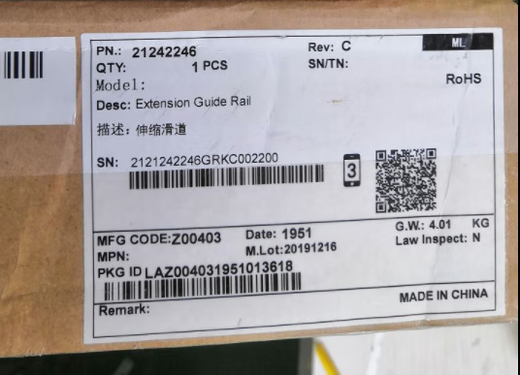 PN.: 21242246 Rev: C ML
QTY: 1 PCS SN/TN:
Model: RoHS
Desc: Extension Guide Rail
描述: 伸缩滑道
SN: 2121242246GRKC002200
3
MFG CODE:Z00403 Date: 1951 G.W.: 4.01 KG
MPN: M.Lot:20191216 Law Inspect: N
PKG ID LAZ004031951013618
Remark: MADE IN CHINA